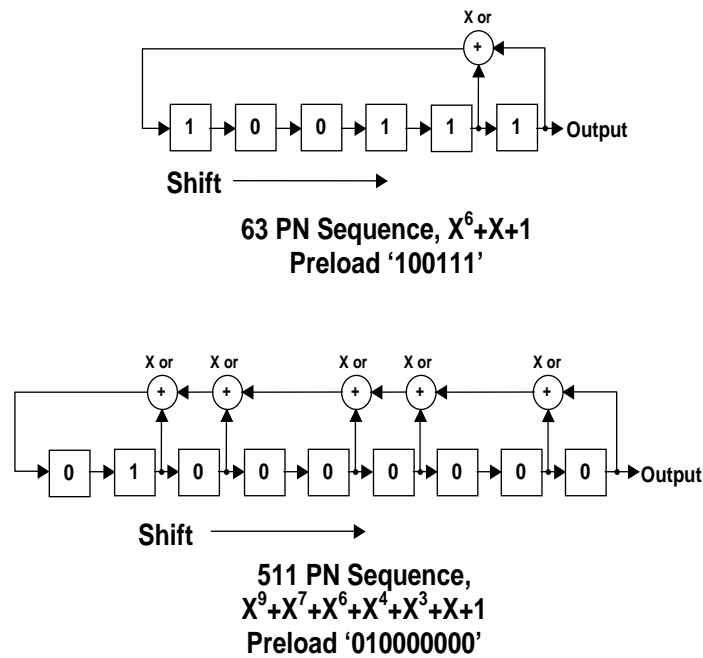 X or
+
1 0 0 1 1 1 Output
Shift
63 PN Sequence, X⁶+X+1
Preload ‘100111’
X or X or X or X or X or
+ + + + +
0 1 0 0 0 0 0 0 0 Output
Shift
511 PN Sequence,
X⁹+X⁷+X⁶+X⁴+X³+X+1
Preload ‘010000000’